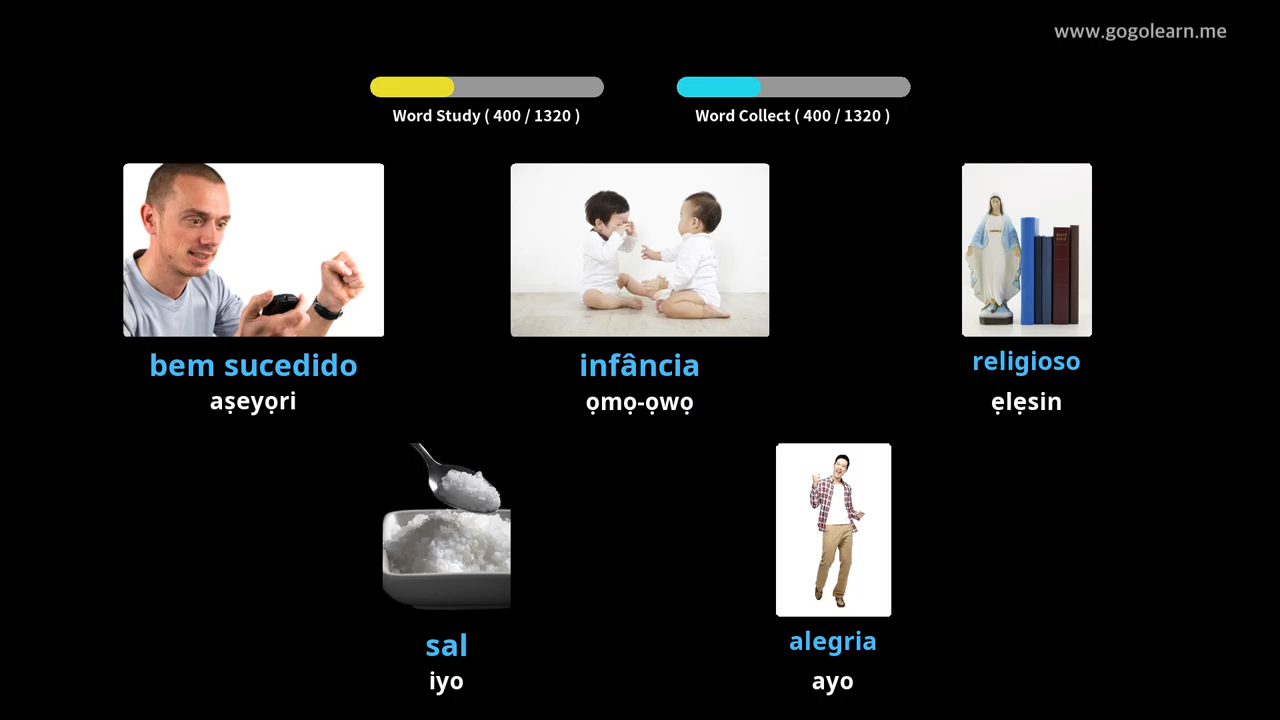 www.gogolearn.me
Word Study ( 400 / 1320 )
Word Collect ( 400 / 1320 )
bem sucedido
aṣeyọri
infância
ọmọ-ọwọ
religioso
ẹlẹsin
sal
iyo
alegria
ayo